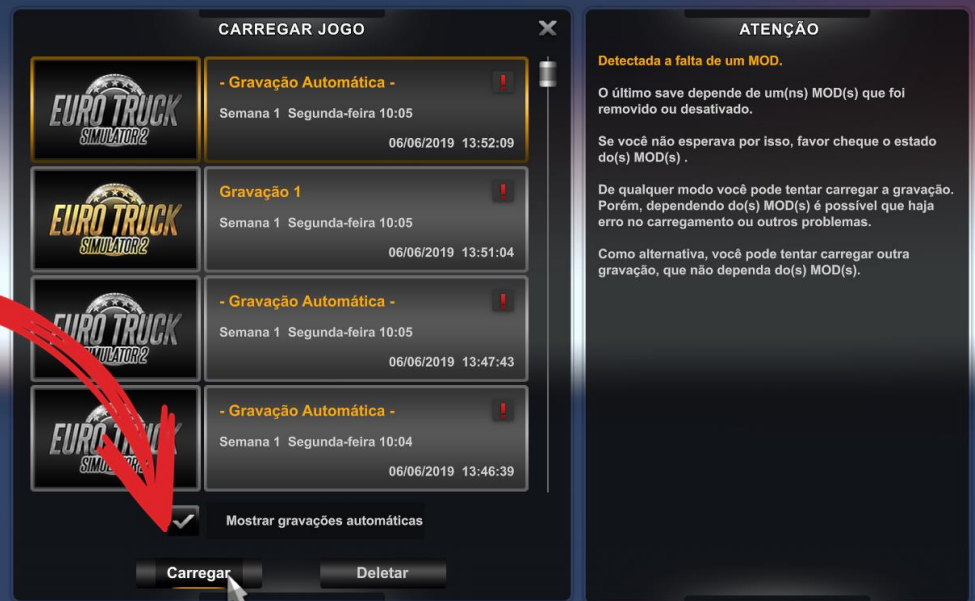 CARREGAR JOGO
EURO TRUCK
SIMULATOR 2
- Gravação Automática -
Semana 1 Segunda-feira 10:05
06/06/2019 13:52:09
EURO TRUCK
SIMULATOR 2
Gravação 1
Semana 1 Segunda-feira 10:05
06/06/2019 13:51:04
EURO TRUCK
SIMULATOR 2
- Gravação Automática -
Semana 1 Segunda-feira 10:05
06/06/2019 13:47:43
EURO TRUCK
SIMULATOR 2
- Gravação Automática -
Semana 1 Segunda-feira 10:04
06/06/2019 13:46:39
Mostrar gravações automáticas
Carregar
Deletar
ATENÇÃO
Detectada a falta de um MOD.
O último save depende de um(ns) MOD(s) que foi
removido ou desativado.
Se você não esperava por isso, favor cheque o estado
do(s) MOD(s) .
De qualquer modo você pode tentar carregar a gravação.
Porém, dependendo do(s) MOD(s) é possível que haja
erro no carregamento ou outros problemas.
Como alternativa, você pode tentar carregar outra
gravação, que não dependa do(s) MOD(s).